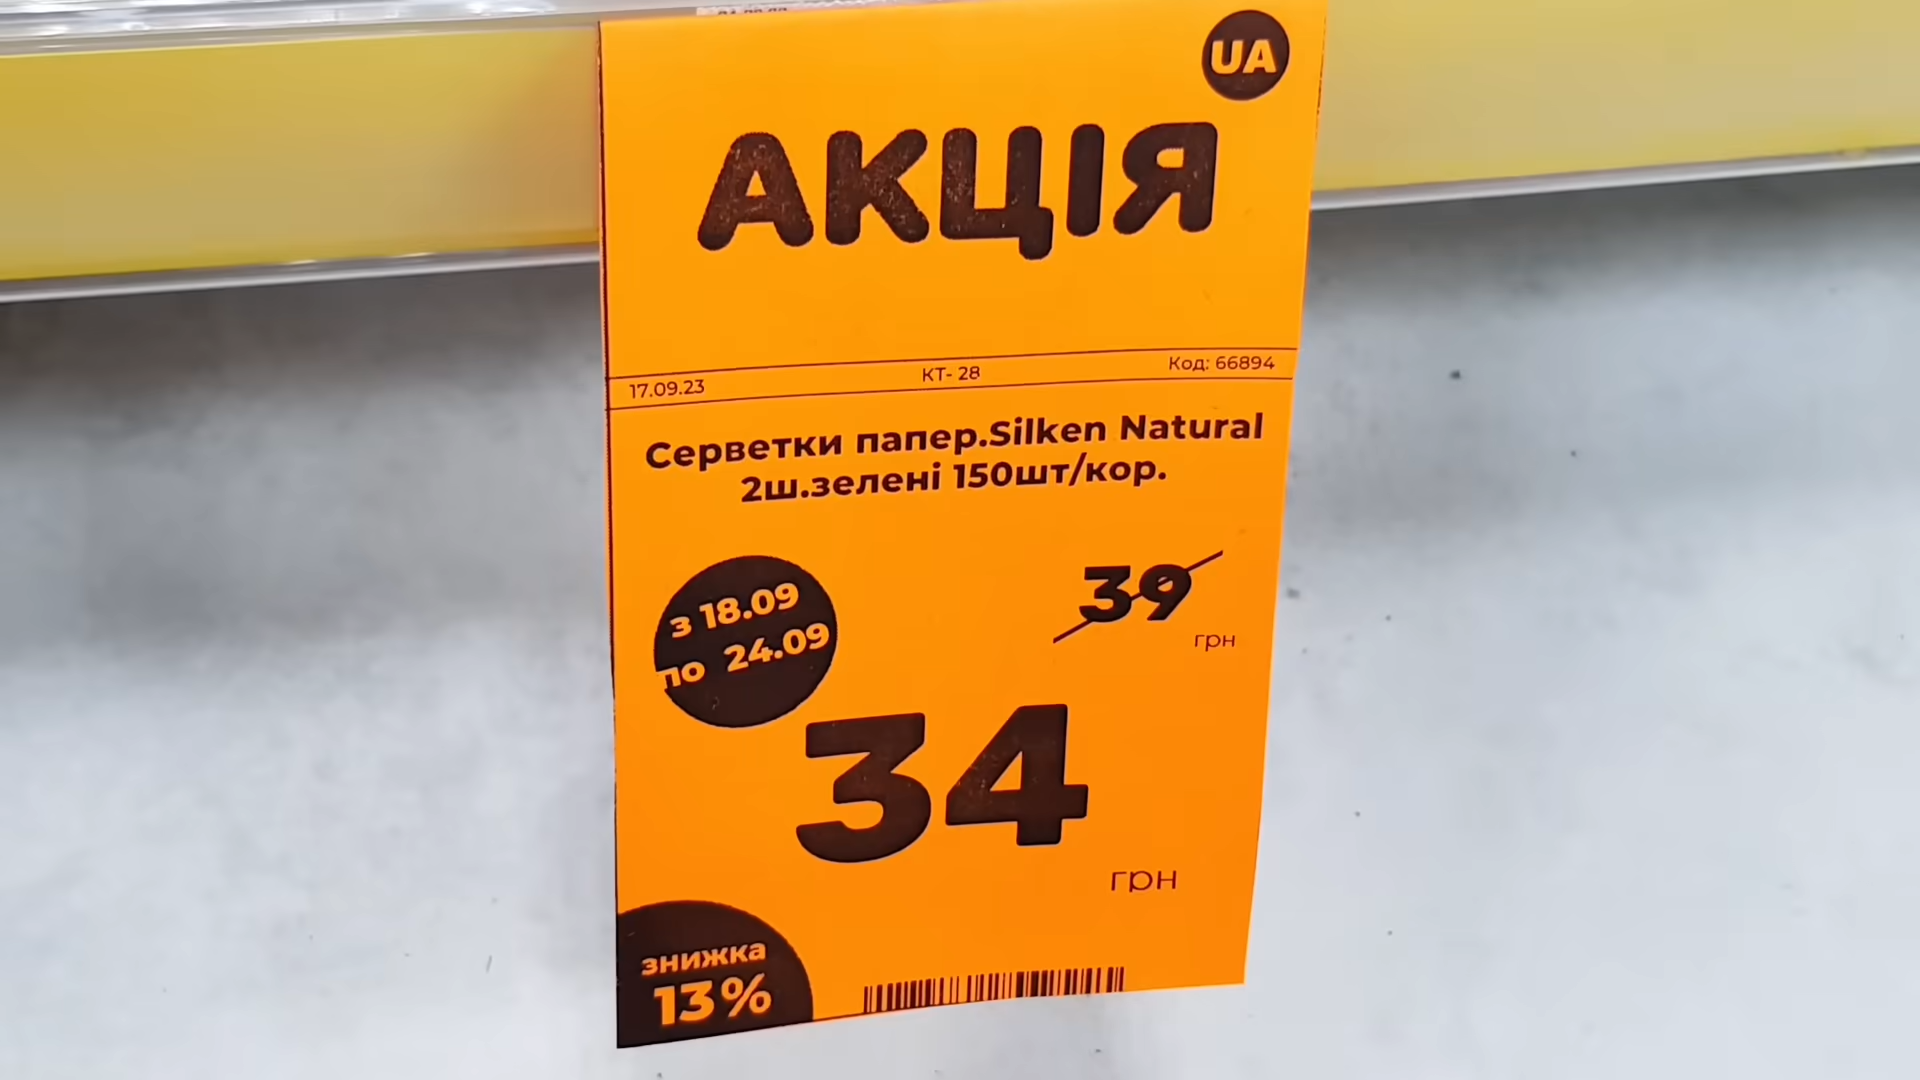 UA
АКЦІЯ
17.09.23 КТ- 28 Код: 66894
Серветки папер.Silken Natural
2ш.зелені 150шт/кор.
з 18.09
по 24.09
39
грн
34
грн
знижка
13%